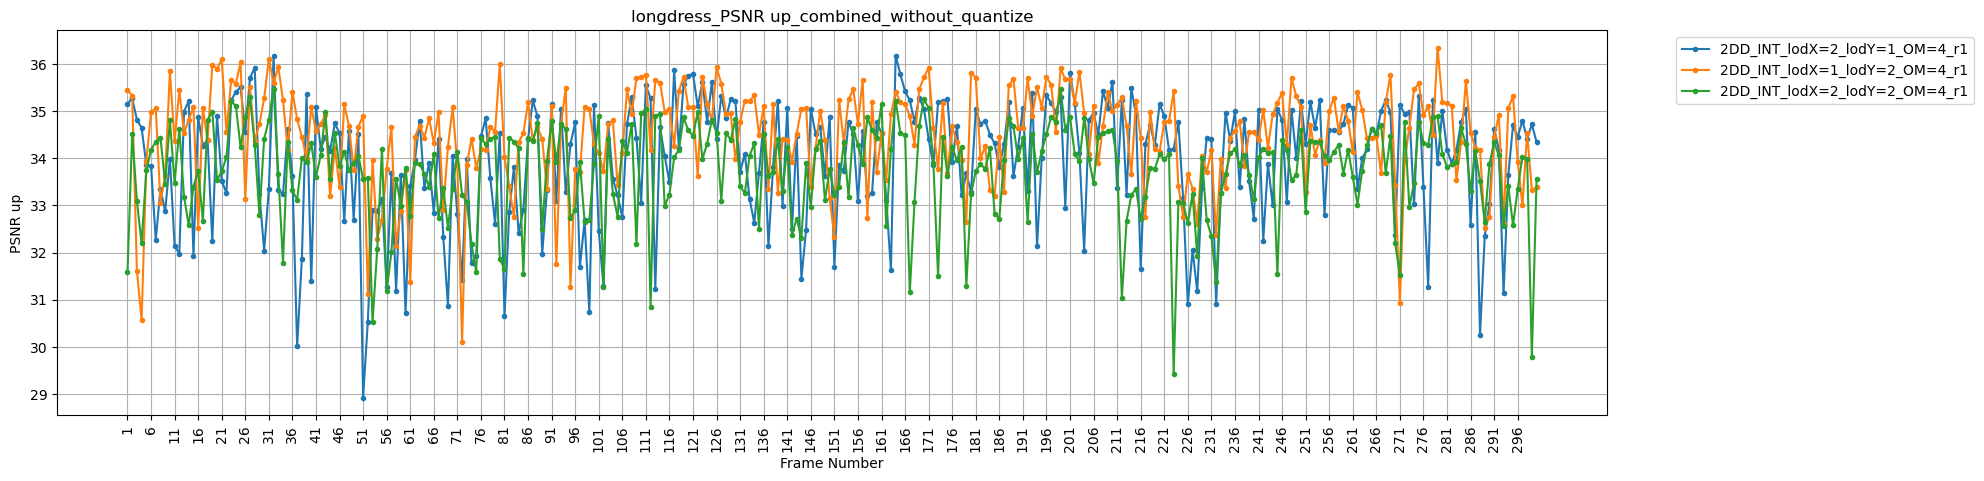 longdress_PSNR up_combined_without_quantize
PSNR up
36
35
34
33
32
31
30
29
1 6 11 16 21 26 31 36 41 46 51 56 61 66 71 76 81 86 91 96 101 106 111 116 121 126 131 136 141 146 151 156 161 166 171 176 181 186 191 196 201 206 211 216 221 226 231 236 241 246 251 256 261 266 271 276 281 286 291 296
Frame Number
2DD_INT_lodX=2_lodY=1_OM=4_r1
2DD_INT_lodX=1_lodY=2_OM=4_r1
2DD_INT_lodX=2_lodY=2_OM=4_r1